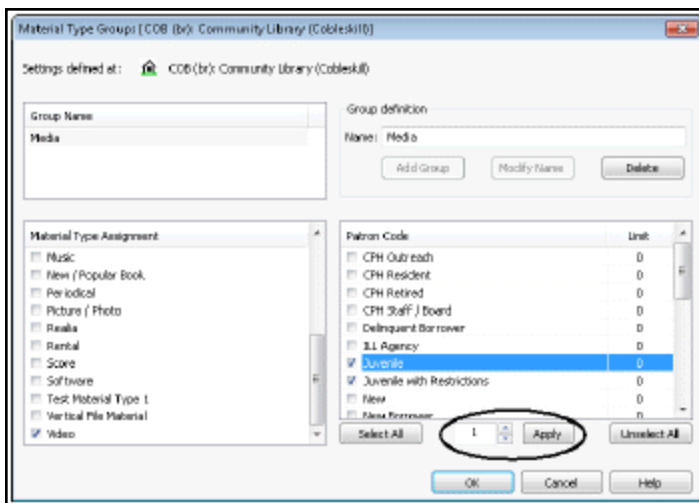 Material Type Groups [COB (br): Community Library (Cobleskill)]
Settings defined at: COB (br): Community Library (Cobleskill)
Group Name
Media
Group definition
Name: Media
Add Group Modify Name Delete
Material Type Assignment
Music
New / Popular Book
Periodical
Picture / Photo
Realia
Rental
Score
Software
Test Material Type 1
Vertical File Material
Video
Patron Code Limit
CPH Outreach 0
CPH Resident 0
CPH Retired 0
CPH Staff / Board 0
Delinquent Borrower 0
ILL Agency 0
Juvenile 0
Juvenile with Restrictions 0
New 0
New Borrower 0
Select All 1 Apply Unselect All
OK Cancel Help